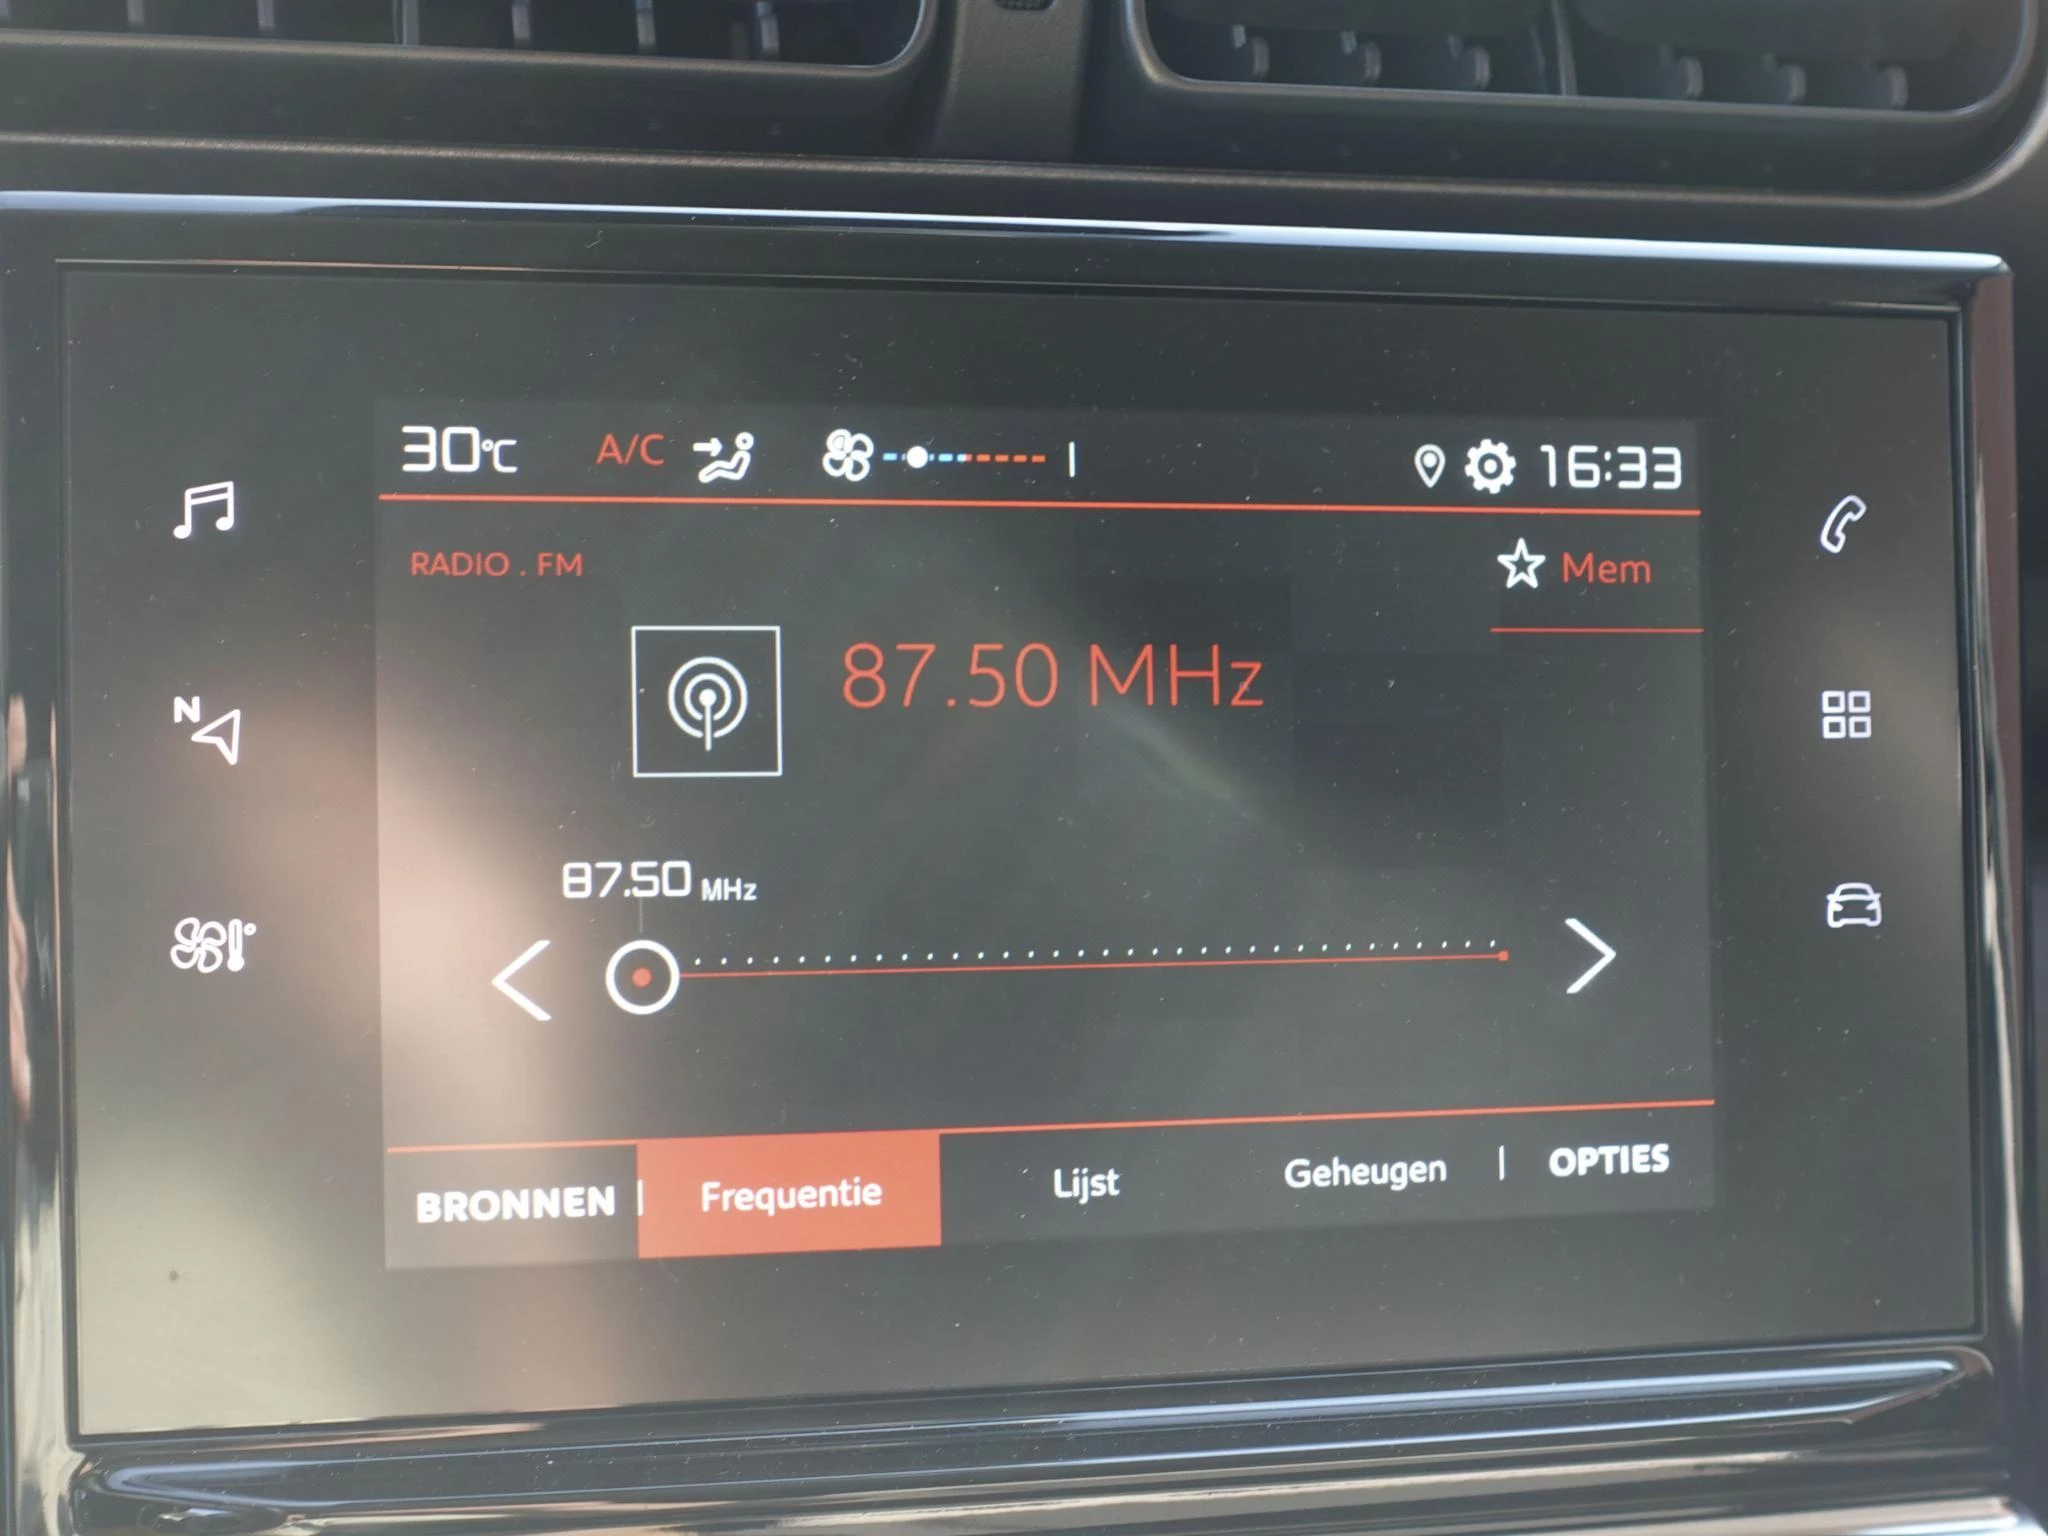 30°C A/C 16:33
RADIO . FM Mem
87.50 MHz
N
87.50 MHz
BRONNEN Frequentie Lijst Geheugen OPTIES